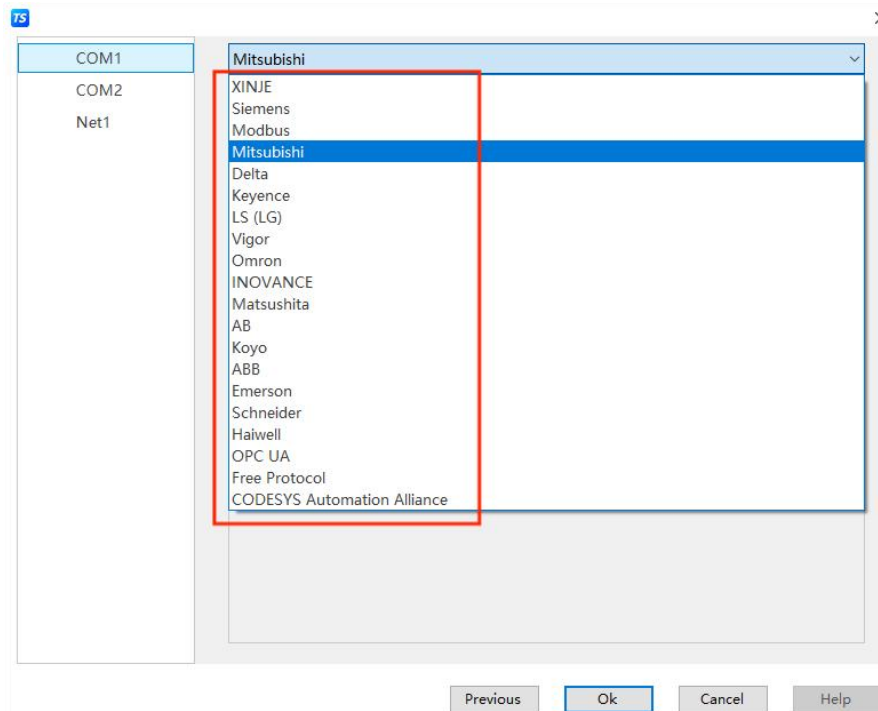 TS
COM1
COM2
Net1
Mitsubishi
XINJE
Siemens
Modbus
Mitsubishi
Delta
Keyence
LS (LG)
Vigor
Omron
INOVANCE
Matsushita
AB
Koyo
ABB
Emerson
Schneider
Haiwell
OPC UA
Free Protocol
CODESYS Automation Alliance
Previous
Ok
Cancel
Help